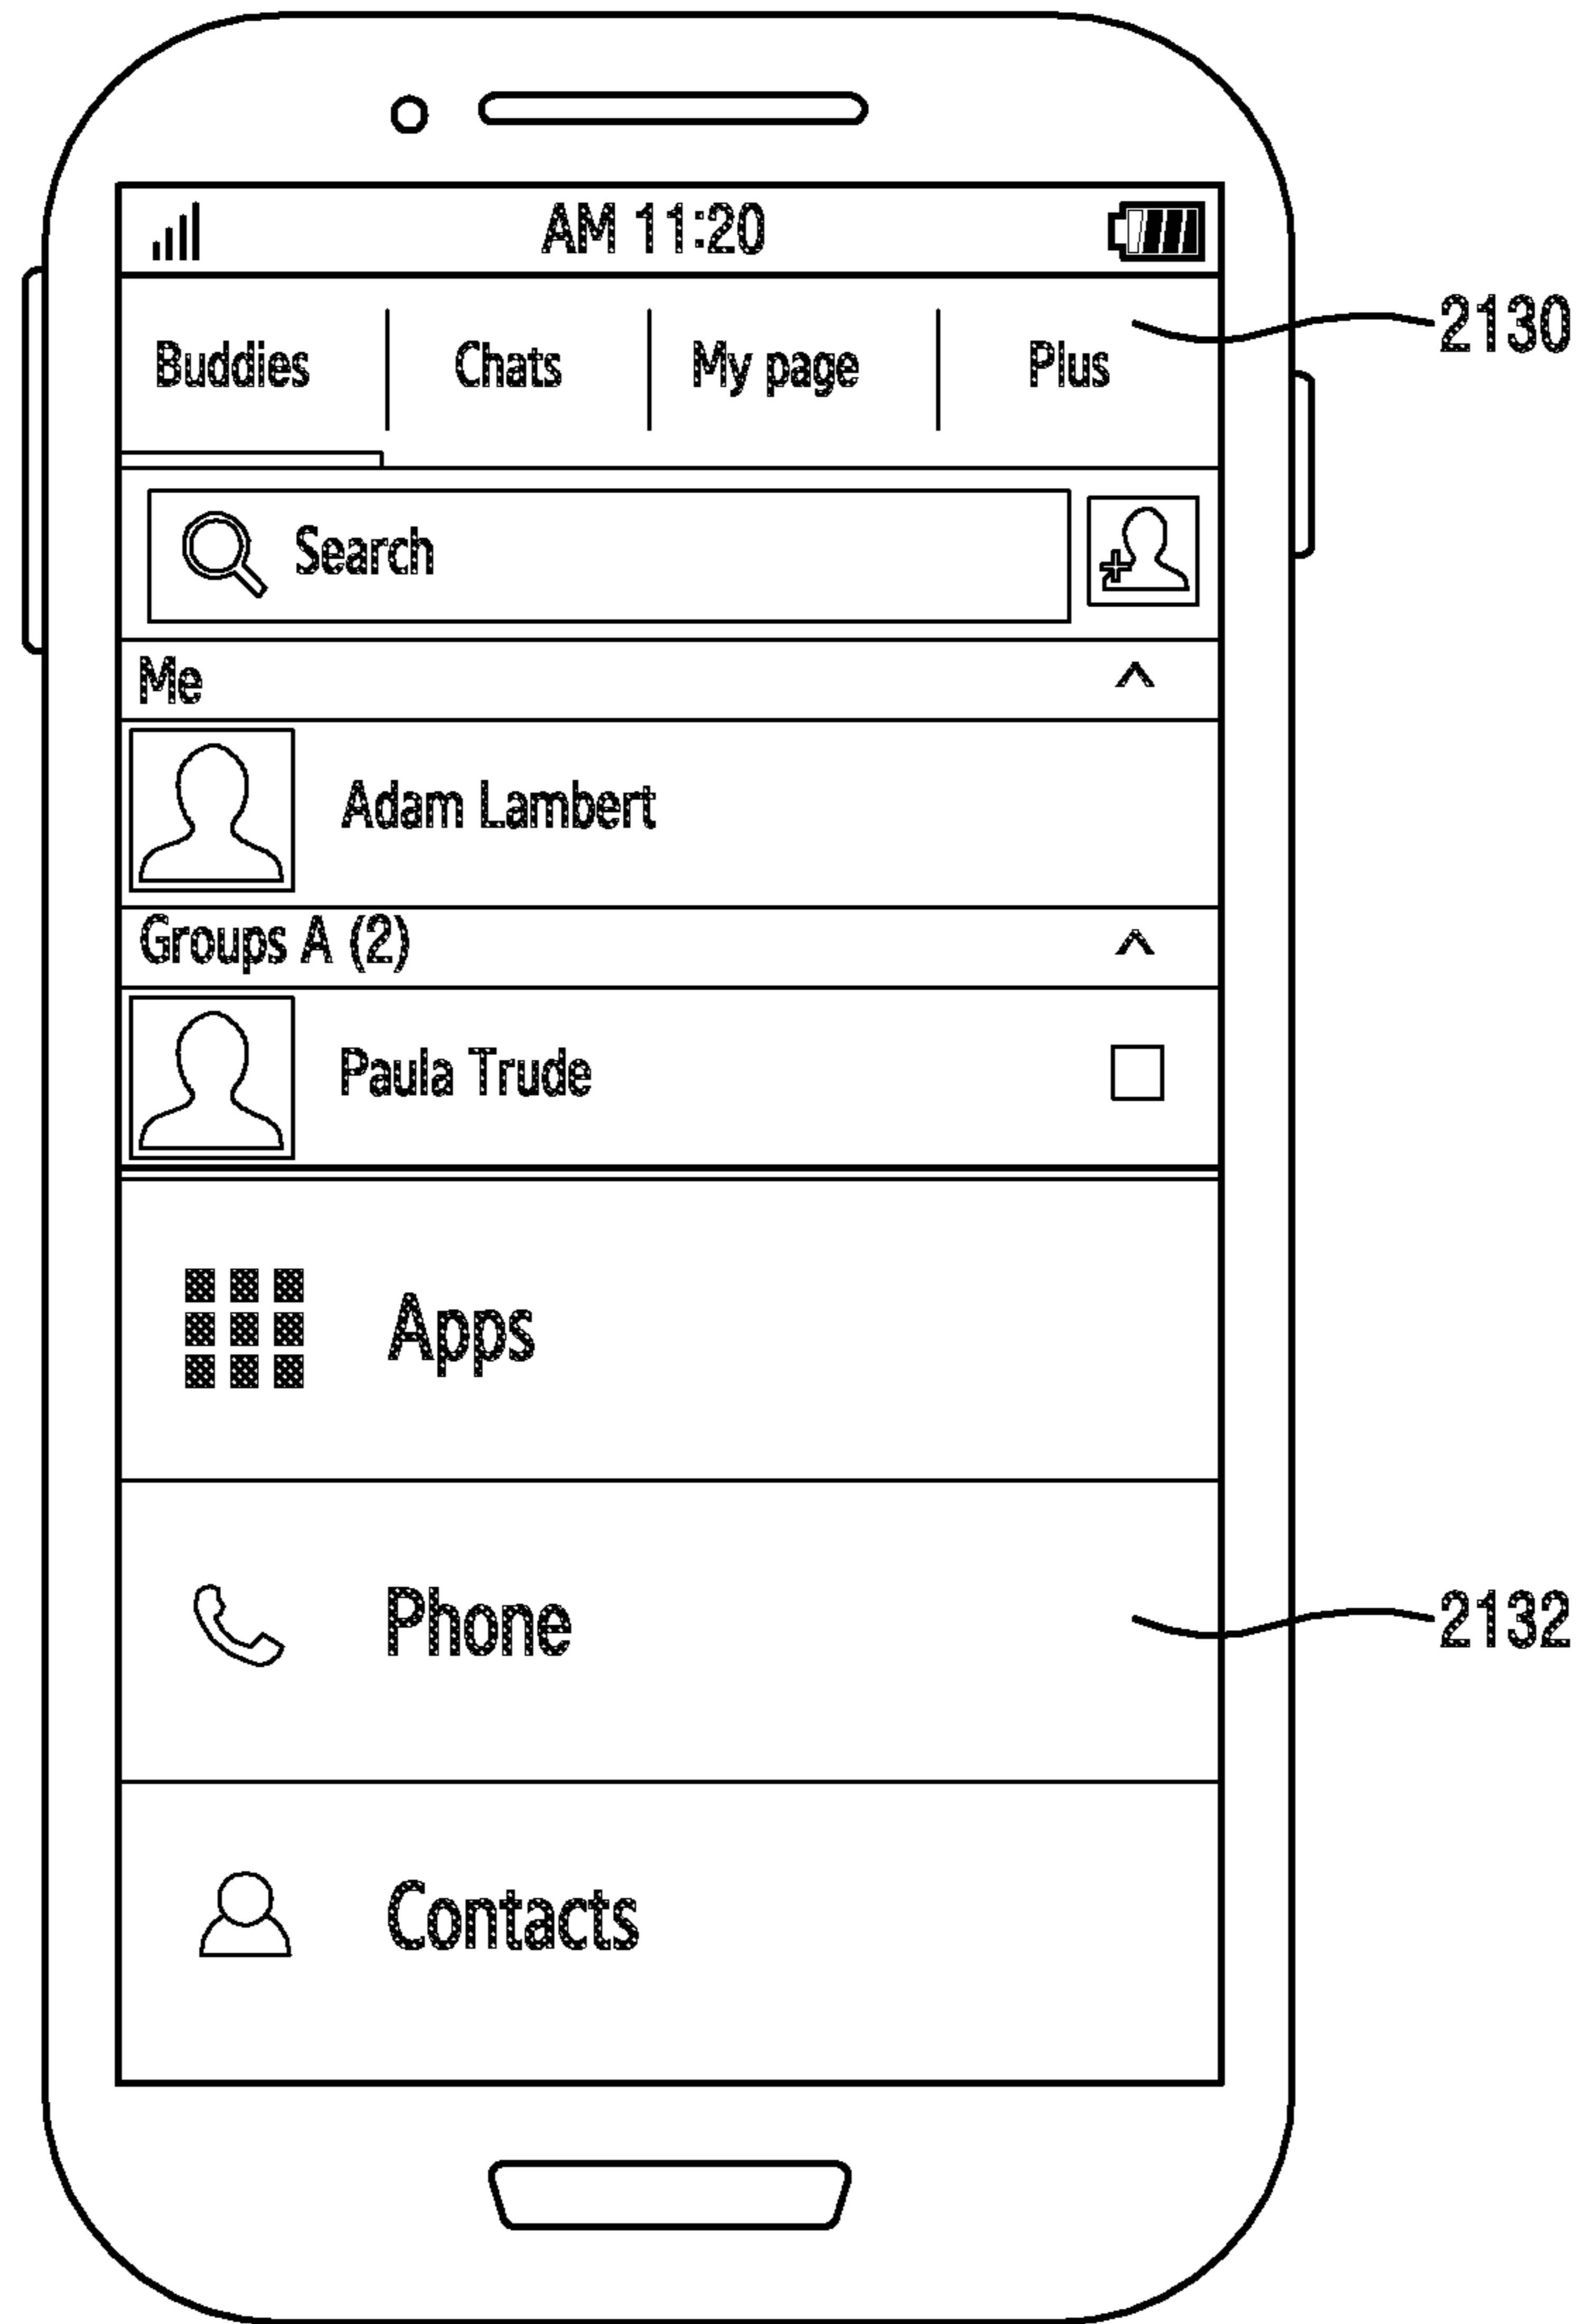 AM 11:20
Buddies Chats My page Plus
2130
Search
Me
Adam Lambert
Groups A (2)
Paula Trude
Apps
Phone
2132
Contacts